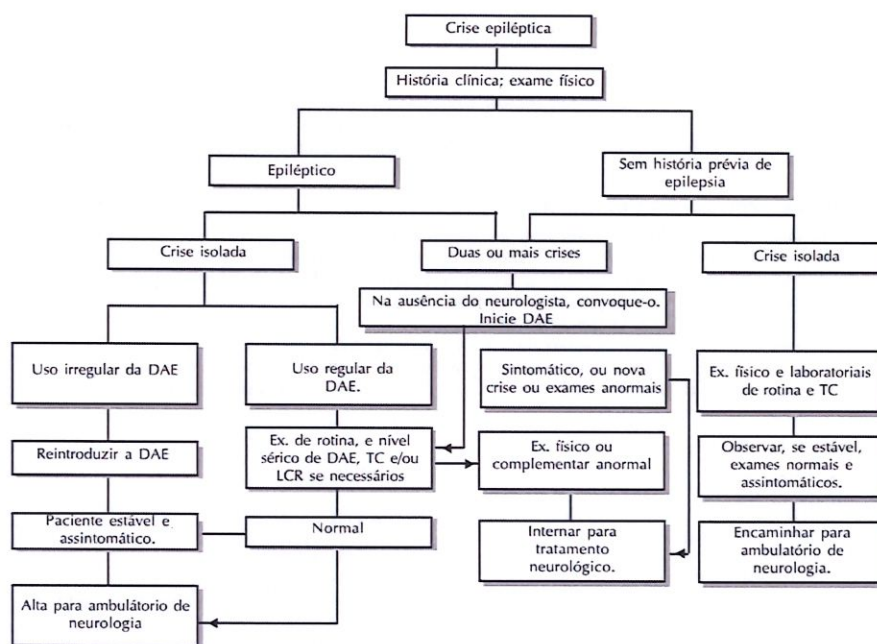 Crise epiléptica
História clínica; exame físico
Epiléptico
Sem história prévia de
epilepsia
Crise isolada
Duas ou mais crises
Crise isolada
Na ausência do neurologista, convoque-o.
Inicie DAE
Uso irregular da DAE
Uso regular da
DAE.
Sintomático, ou nova
crise ou exames anormais
Ex. físico e laboratoriais
de rotina e TC
Reintroduzir a DAE
Ex. de rotina, e nível
sérico de DAE, TC e/ou
LCR se necessários
Ex. físico ou
complementar anormal
Observar, se estável,
exames normais e
assintomáticos.
Paciente estável e
assintomático.
Normal
Internar para
tratamento
neurológico.
Encaminhar para
ambulatório de
neurologia.
Alta para ambulátorio de
neurologia